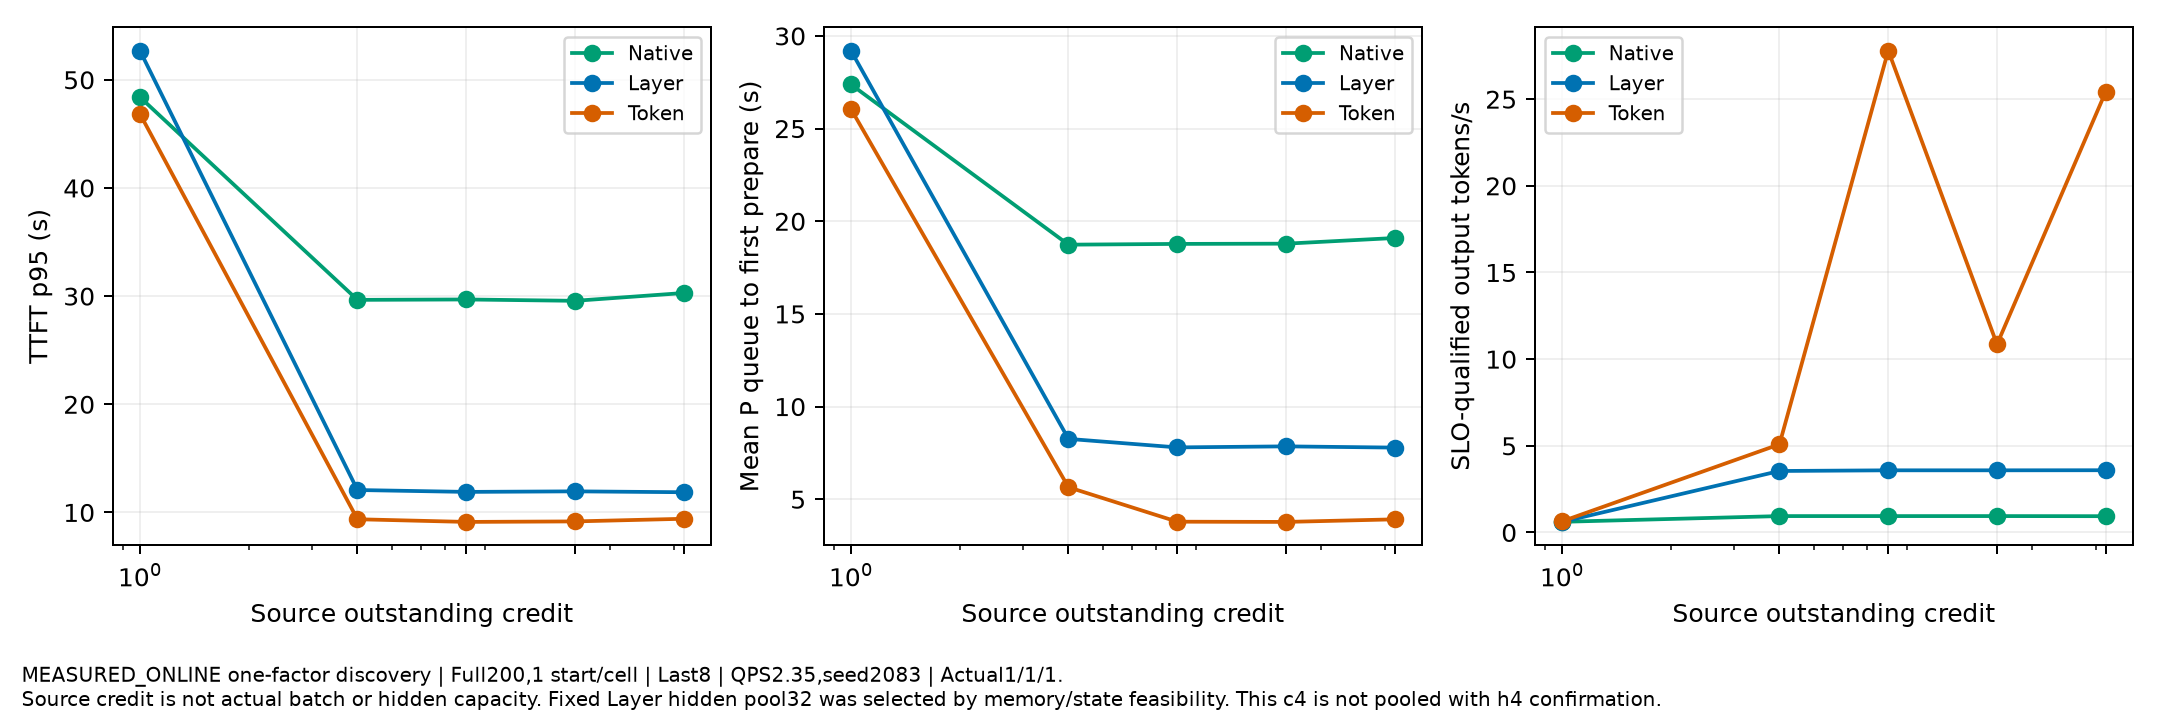 50
40
30
20
10
TTFT p95 (s)
10⁰
Source outstanding credit
Native
Layer
Token
30
25
20
15
10
5
Mean P queue to first prepare (s)
10⁰
Source outstanding credit
Native
Layer
Token
25
20
15
10
5
0
SLO-qualified output tokens/s
10⁰
Source outstanding credit
Native
Layer
Token
MEASURED_ONLINE one-factor discovery | Full200,1 start/cell | Last8 | QPS2.35,seed2083 | Actual1/1/1.
Source credit is not actual batch or hidden capacity. Fixed Layer hidden pool32 was selected by memory/state feasibility. This c4 is not pooled with h4 confirmation.